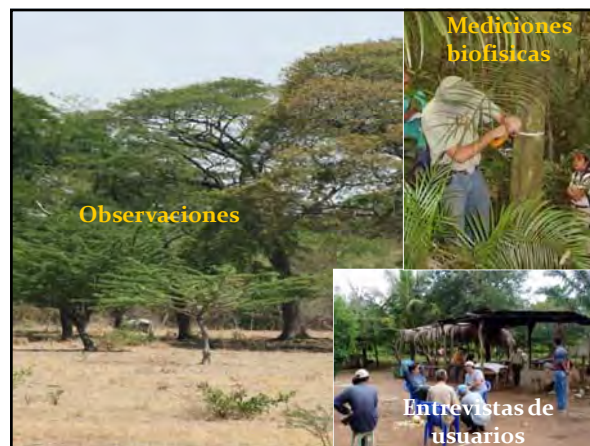 Mediciones
biofisicas
Observaciones
Entrevistas de
usuarios